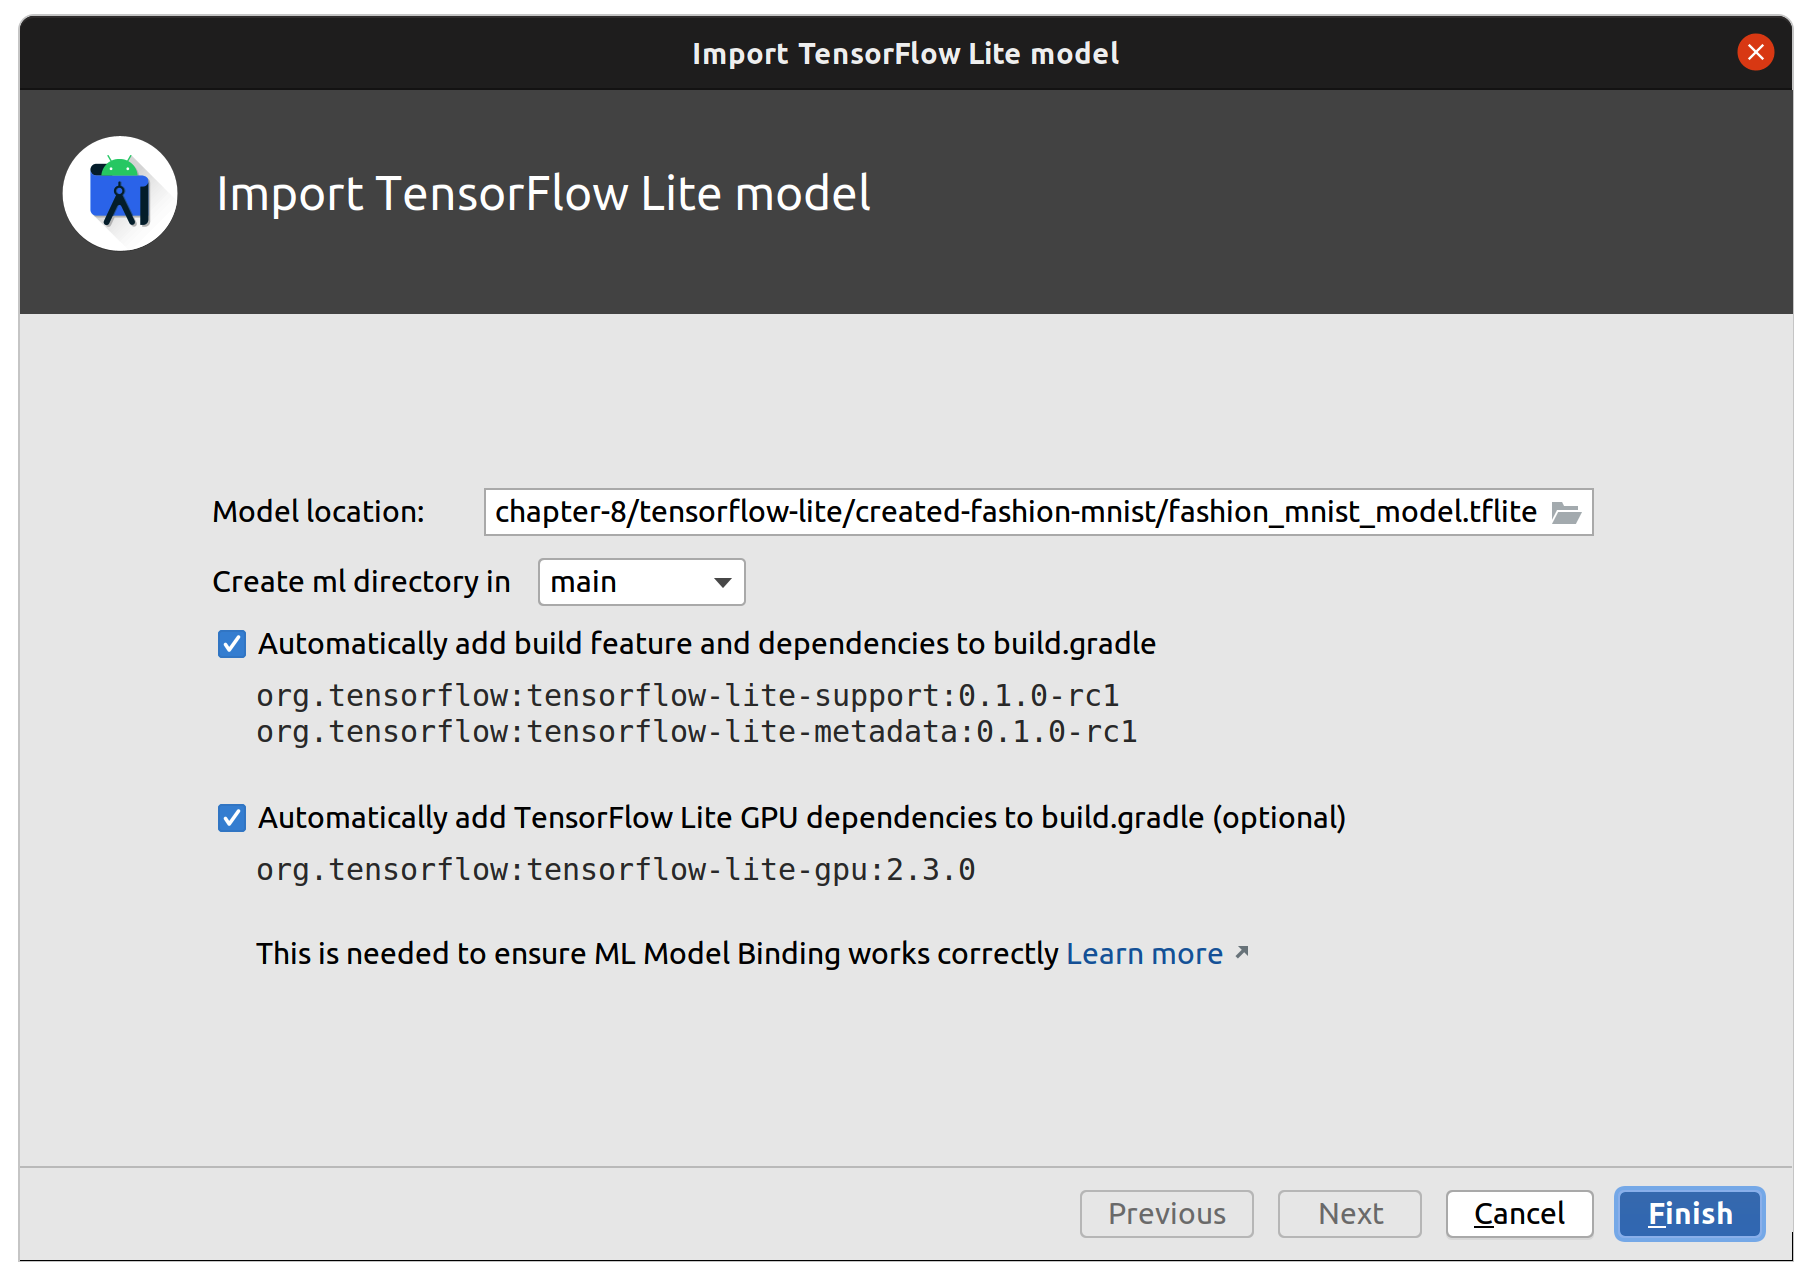 Import TensorFlow Lite model
Import TensorFlow Lite model
Model location: chapter-8/tensorflow-lite/created-fashion-mnist/fashion_mnist_model.tflite
Create ml directory in main
Automatically add build feature and dependencies to build.gradle
org.tensorflow:tensorflow-lite-support:0.1.0-rc1
org.tensorflow:tensorflow-lite-metadata:0.1.0-rc1
Automatically add TensorFlow Lite GPU dependencies to build.gradle (optional)
org.tensorflow:tensorflow-lite-gpu:2.3.0
This is needed to ensure ML Model Binding works correctly Learn more
Previous Next Cancel Finish